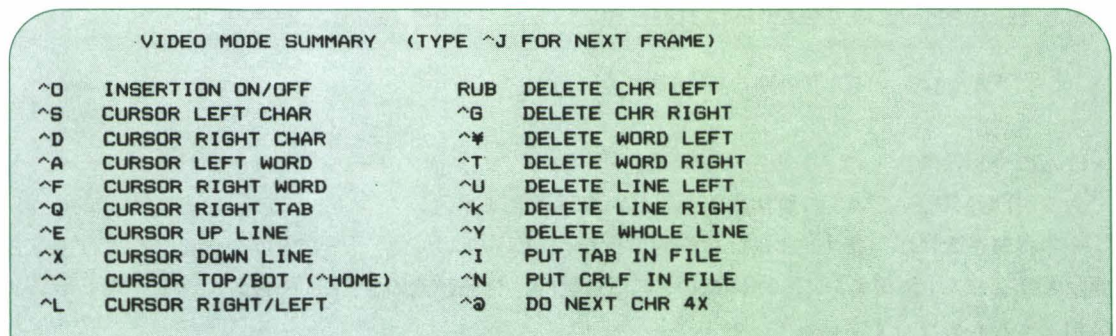 VIDEO MODE SUMMARY (TYPE ^J FOR NEXT FRAME)
^O INSERTION ON/OFF RUB DELETE CHR LEFT
^S CURSOR LEFT CHAR ^G DELETE CHR RIGHT
^D CURSOR RIGHT CHAR ^¥ DELETE WORD LEFT
^A CURSOR LEFT WORD ^T DELETE WORD RIGHT
^F CURSOR RIGHT WORD ^U DELETE LINE LEFT
^Q CURSOR RIGHT TAB ^K DELETE LINE RIGHT
^E CURSOR UP LINE ^Y DELETE WHOLE LINE
^X CURSOR DOWN LINE ^I PUT TAB IN FILE
^^ CURSOR TOP/BOT (^HOME) ^N PUT CRLF IN FILE
^L CURSOR RIGHT/LEFT ^@ DO NEXT CHR 4X